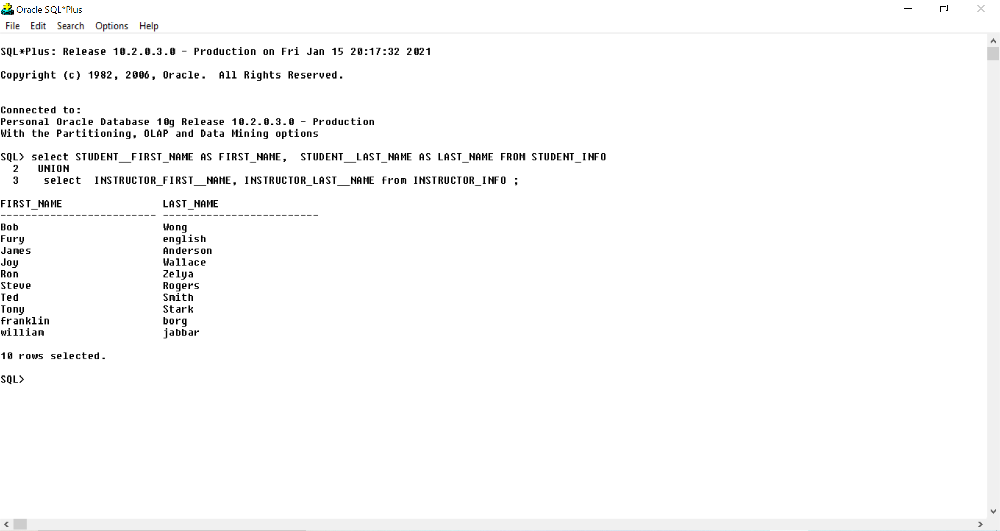 Oracle SQL*Plus
File Edit Search Options Help
SQL*Plus: Release 10.2.0.3.0 - Production on Fri Jan 15 20:17:32 2021
Copyright (c) 1982, 2006, Oracle.  All Rights Reserved.
Connected to:
Personal Oracle Database 10g Release 10.2.0.3.0 - Production
With the Partitioning, OLAP and Data Mining options
SQL> select STUDENT__FIRST_NAME AS FIRST_NAME,  STUDENT__LAST_NAME AS LAST_NAME FROM STUDENT_INFO
  2   UNION
  3    select  INSTRUCTOR_FIRST__NAME, INSTRUCTOR_LAST__NAME from INSTRUCTOR_INFO ;
FIRST_NAME                LAST_NAME
------------------------- -------------------------
Bob                       Wong
Fury                      english
James                     Anderson
Joy                       Wallace
Ron                       Zelya
Steve                     Rogers
Ted                       Smith
Tony                      Stark
franklin                  borg
william                   jabbar
10 rows selected.
SQL>